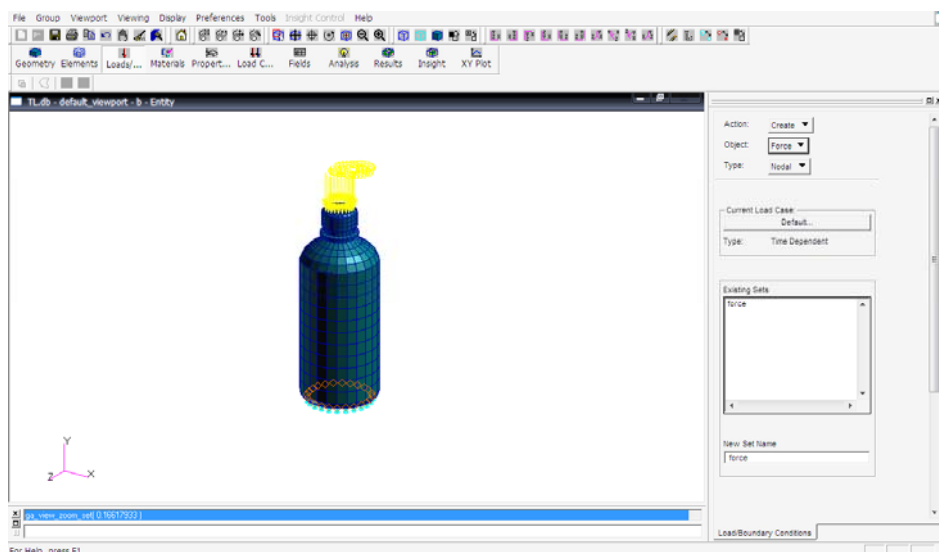 File Group Viewport Viewing Display Preferences Tools Insight Control Help
Geometry Elements Loads/... Materials Propert... Load C... Fields Analysis Results Insight XY Plot
TL.db - default_viewport - b - Entity
Action: Create
Object: Force
Type: Nodal
Current Load Case:
Default...
Type: Time Dependent
Existing Sets
force
New Set Name
force
Y
Z X
ga_view_zoom_set( 0.16617933 )
Load/Boundary Conditions
For Help, press F1